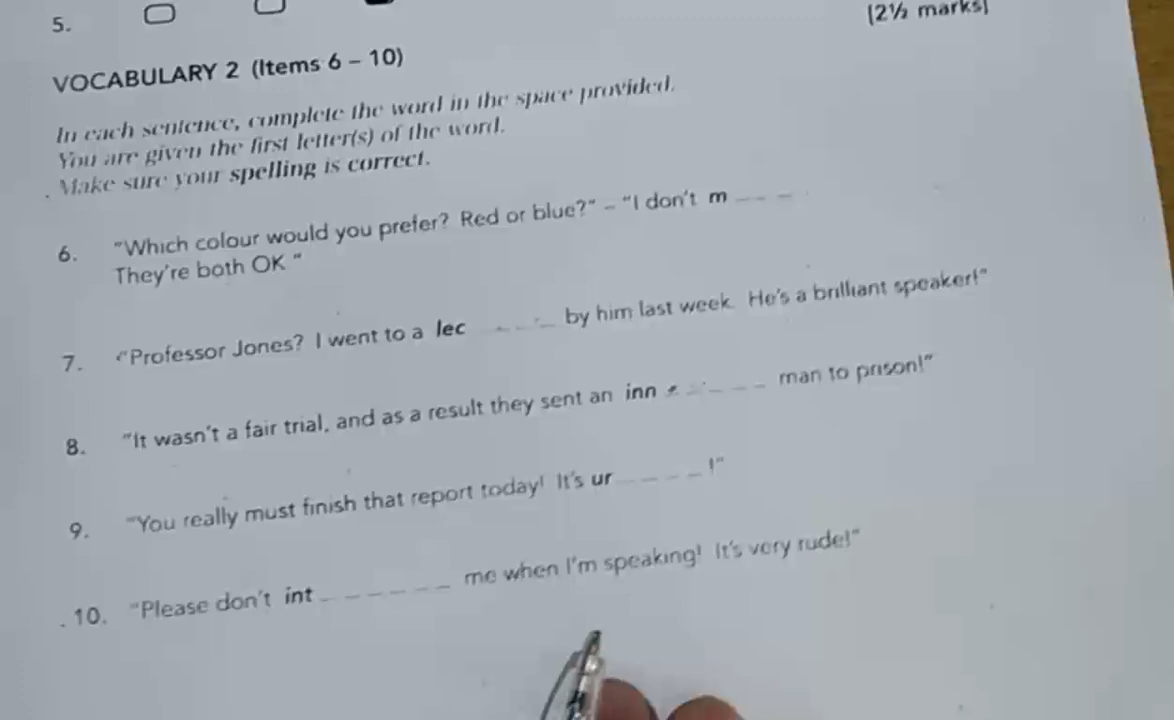 5.
[2½ marks]
VOCABULARY 2 (Items 6 – 10)
In each sentence, complete the word in the space provided.
You are given the first letter(s) of the word.
Make sure your spelling is correct.
6. "Which colour would you prefer? Red or blue?" – "I don't m _ _ _
They're both OK "
7. "Professor Jones? I went to a lec _ _ _ _ by him last week. He's a brilliant speaker!"
8. "It wasn't a fair trial, and as a result they sent an inn _ _ _ _ _ man to prison!"
9. "You really must finish that report today! It's ur _ _ _ _ !"
10. "Please don't int _ _ _ _ _ _ me when I'm speaking! It's very rude!"